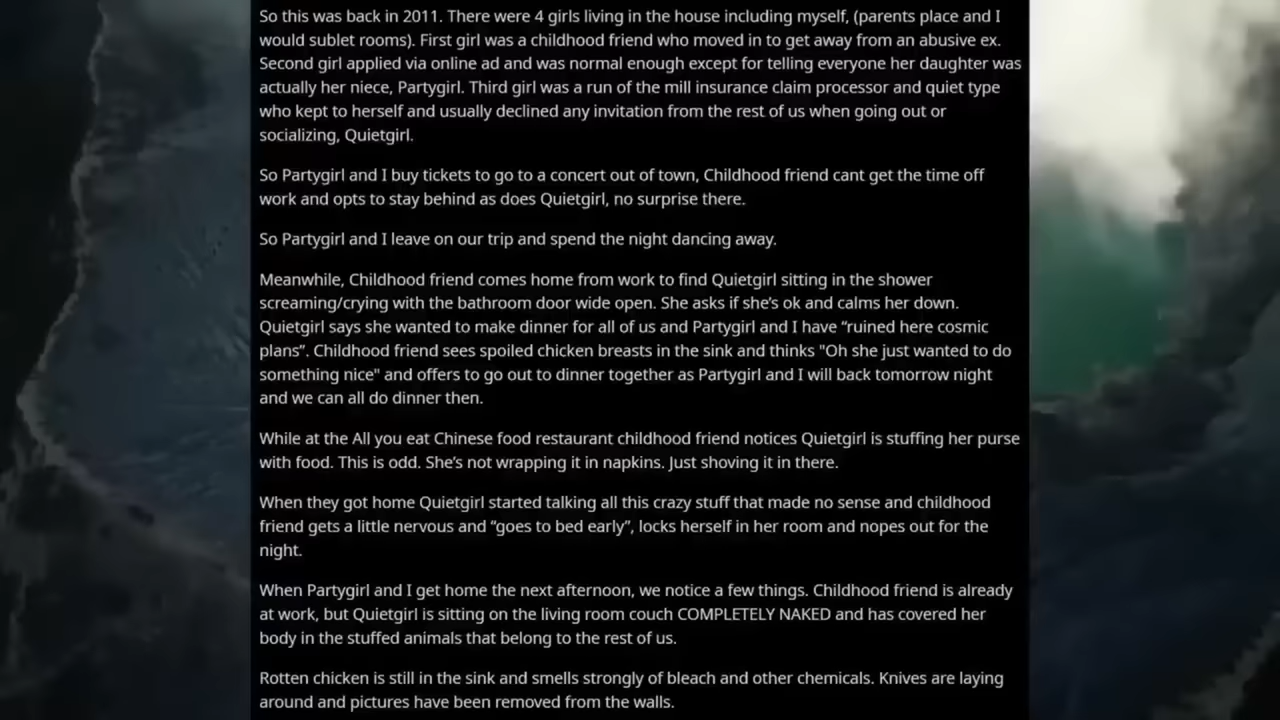 So this was back in 2011. There were 4 girls living in the house including myself, (parents place and I
would sublet rooms). First girl was a childhood friend who moved in to get away from an abusive ex.
Second girl applied via online ad and was normal enough except for telling everyone her daughter was
actually her niece, Partygirl. Third girl was a run of the mill insurance claim processor and quiet type
who kept to herself and usually declined any invitation from the rest of us when going out or
socializing, Quietgirl.
So Partygirl and I buy tickets to go to a concert out of town, Childhood friend cant get the time off
work and opts to stay behind as does Quietgirl, no surprise there.
So Partygirl and I leave on our trip and spend the night dancing away.
Meanwhile, Childhood friend comes home from work to find Quietgirl sitting in the shower
screaming/crying with the bathroom door wide open. She asks if she’s ok and calms her down.
Quietgirl says she wanted to make dinner for all of us and Partygirl and I have “ruined here cosmic
plans”. Childhood friend sees spoiled chicken breasts in the sink and thinks "Oh she just wanted to do
something nice" and offers to go out to dinner together as Partygirl and I will back tomorrow night
and we can all do dinner then.
While at the All you eat Chinese food restaurant childhood friend notices Quietgirl is stuffing her purse
with food. This is odd. She’s not wrapping it in napkins. Just shoving it in there.
When they got home Quietgirl started talking all this crazy stuff that made no sense and childhood
friend gets a little nervous and “goes to bed early”, locks herself in her room and nopes out for the
night.
When Partygirl and I get home the next afternoon, we notice a few things. Childhood friend is already
at work, but Quietgirl is sitting on the living room couch COMPLETELY NAKED and has covered her
body in the stuffed animals that belong to the rest of us.
Rotten chicken is still in the sink and smells strongly of bleach and other chemicals. Knives are laying
around and pictures have been removed from the walls.